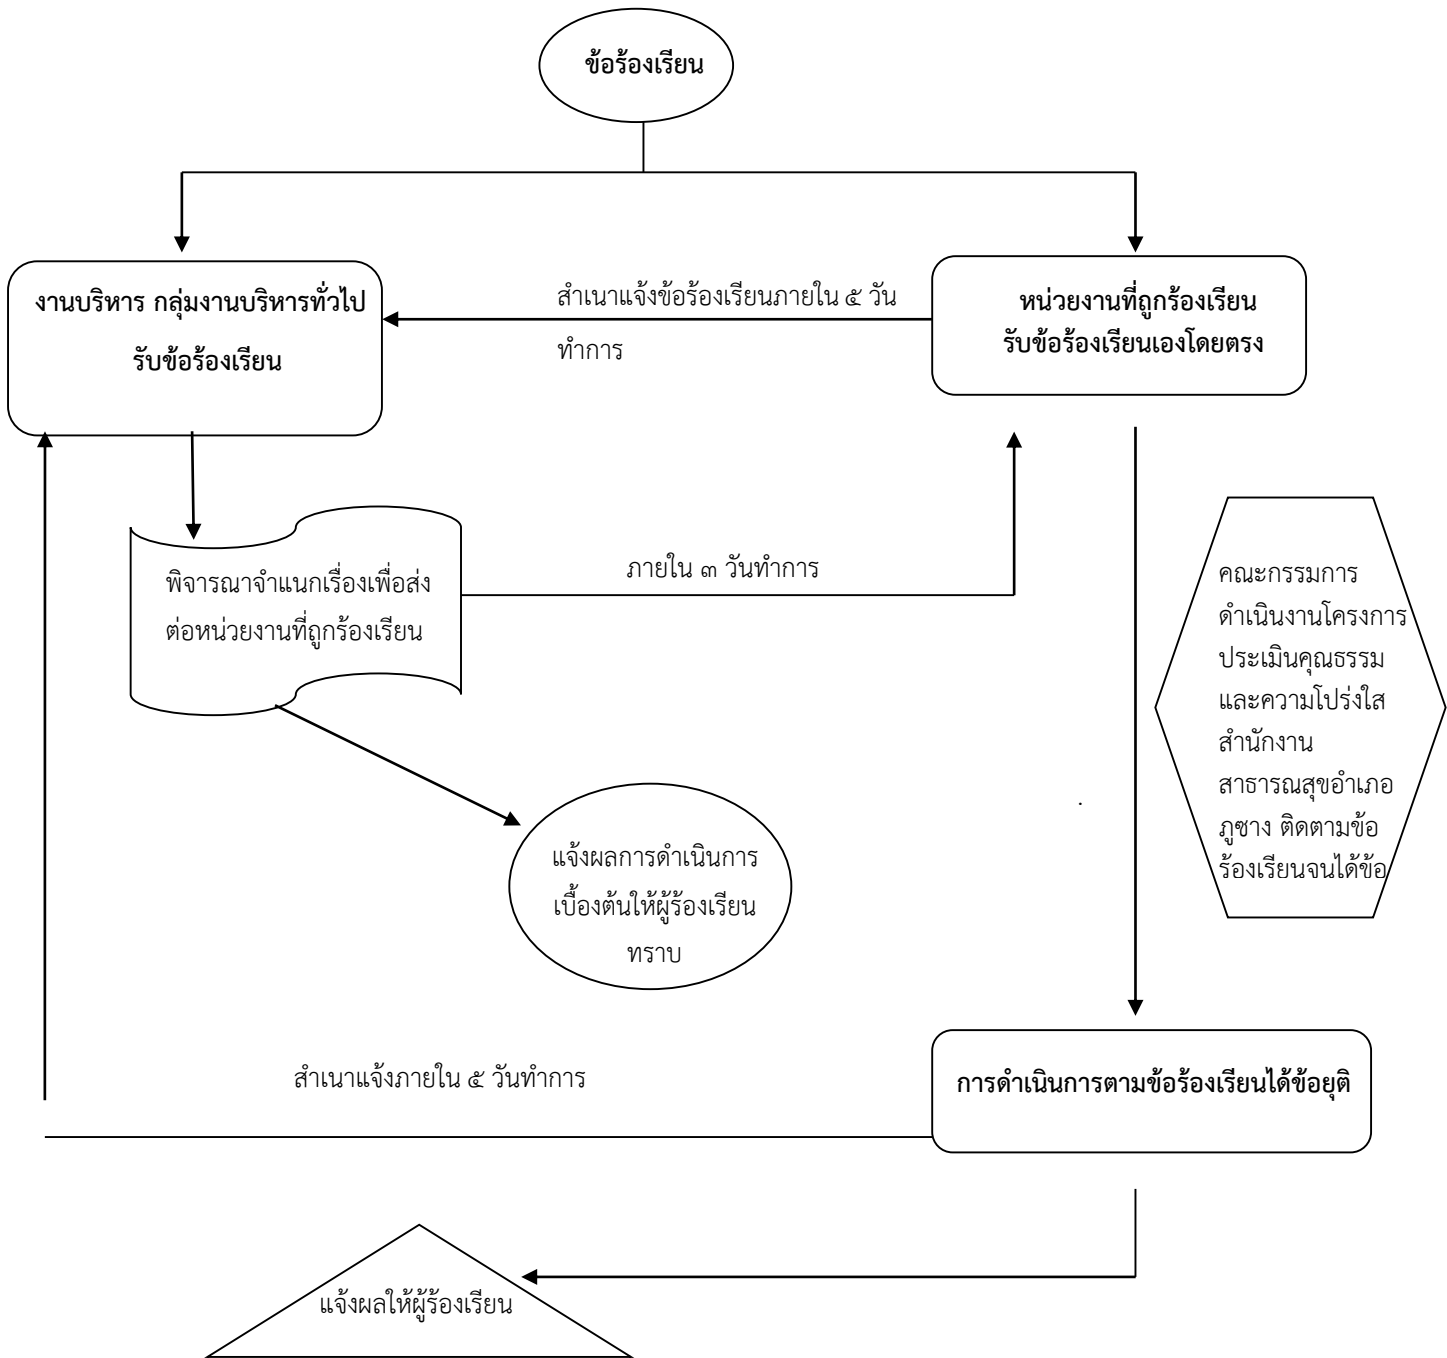 ข้อร้องเรียน
งานบริหาร กลุ่มงานบริหารทั่วไป
รับข้อร้องเรียน
สำเนาแจ้งข้อร้องเรียนภายใน ๕ วัน
ทำการ
หน่วยงานที่ถูกร้องเรียน
รับข้อร้องเรียนเองโดยตรง
พิจารณาจำแนกเรื่องเพื่อส่ง
ต่อหน่วยงานที่ถูกร้องเรียน
ภายใน ๓ วันทำการ
คณะกรรมการ
ดำเนินงานโครงการ
ประเมินคุณธรรม
และความโปร่งใส
สำนักงาน
สาธารณสุขอำเภอ
ภูซาง ติดตามข้อ
ร้องเรียนจนได้ข้อ
แจ้งผลการดำเนินการ
เบื้องต้นให้ผู้ร้องเรียน
ทราบ
สำเนาแจ้งภายใน ๕ วันทำการ
การดำเนินการตามข้อร้องเรียนได้ข้อยุติ
แจ้งผลให้ผู้ร้องเรียน